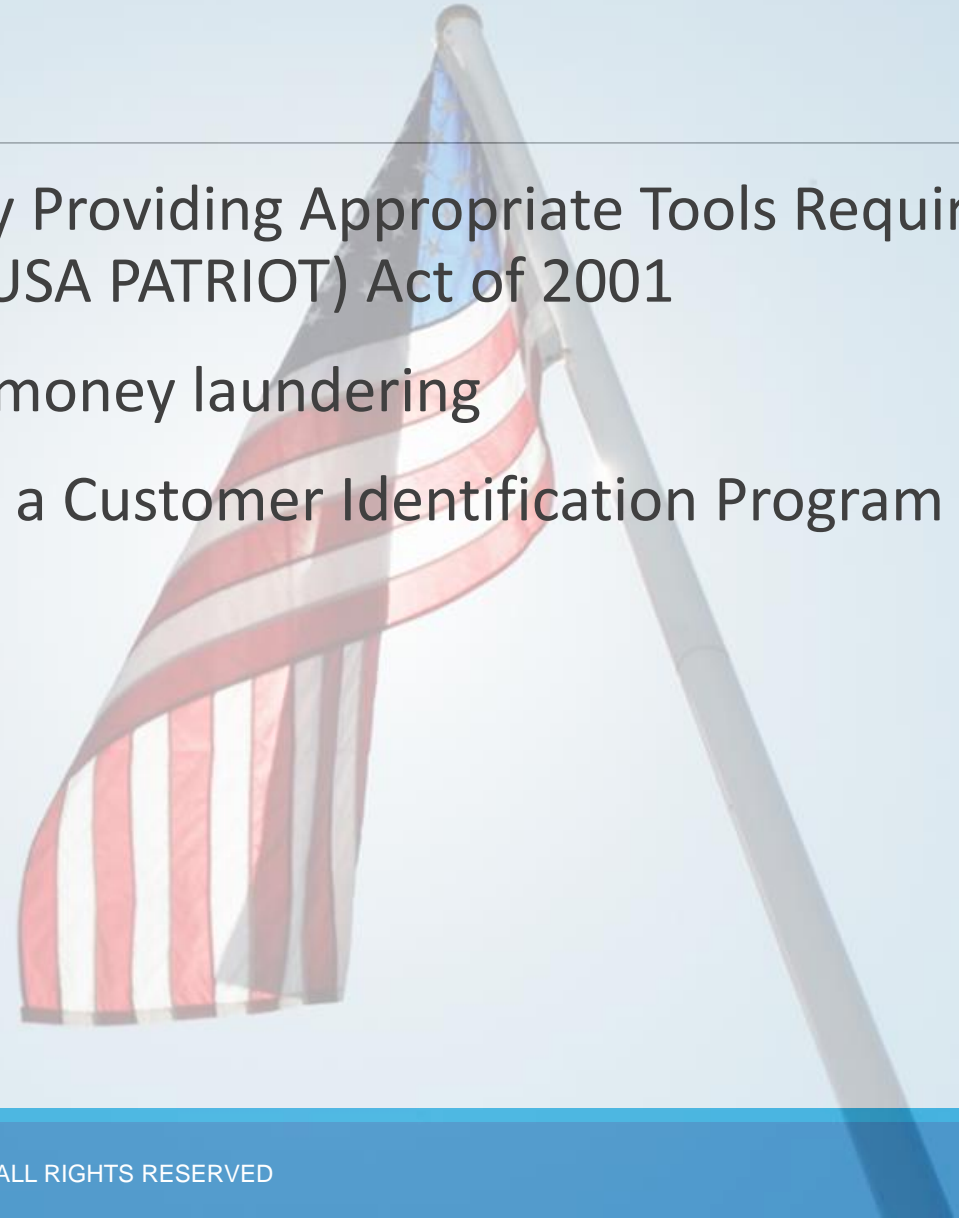 y Providing Appropriate Tools Requir
USA PATRIOT) Act of 2001
money laundering
a Customer Identification Program
ALL RIGHTS RESERVED